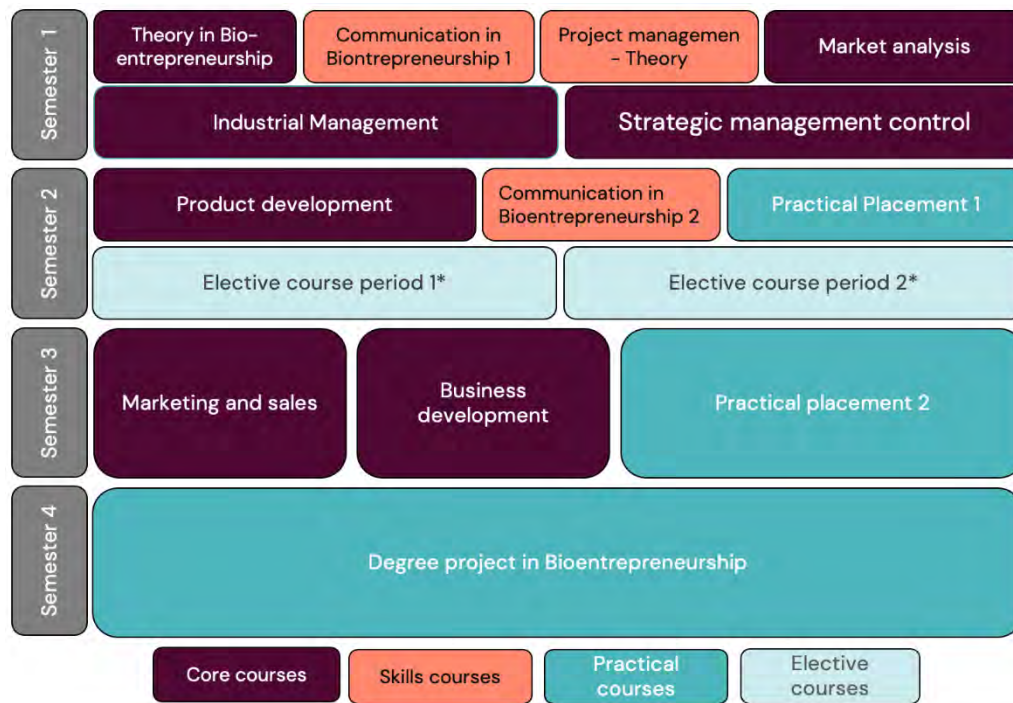 Semester 1
Theory in Bio-
entrepreneurship
Communication in
Biontrepreneurship 1
Project managemen
- Theory
Market analysis
Industrial Management
Strategic management control
Semester 2
Product development
Communication in
Bioentrepreneurship 2
Practical Placement 1
Elective course period 1*
Elective course period 2*
Semester 3
Marketing and sales
Business
development
Practical placement 2
Semester 4
Degree project in Bioentrepreneurship
Core courses
Skills courses
Practical
courses
Elective
courses